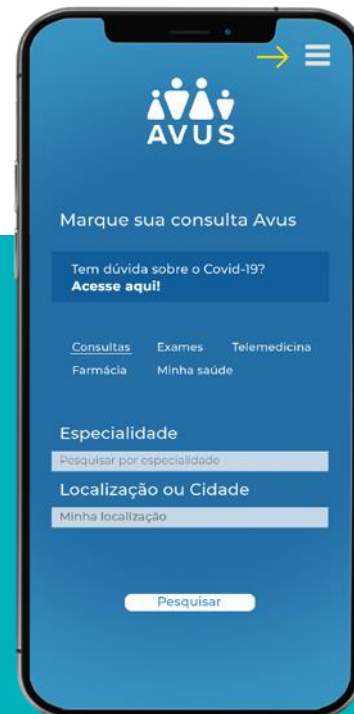 AVUS
Marque sua consulta Avus
Tem dúvida sobre o Covid-19?
Acesse aqui!
Consultas Exames Telemedicina
Farmácia Minha saúde
Especialidade
Pesquisar por especialidade
Localização ou Cidade
Minha localização
Pesquisar